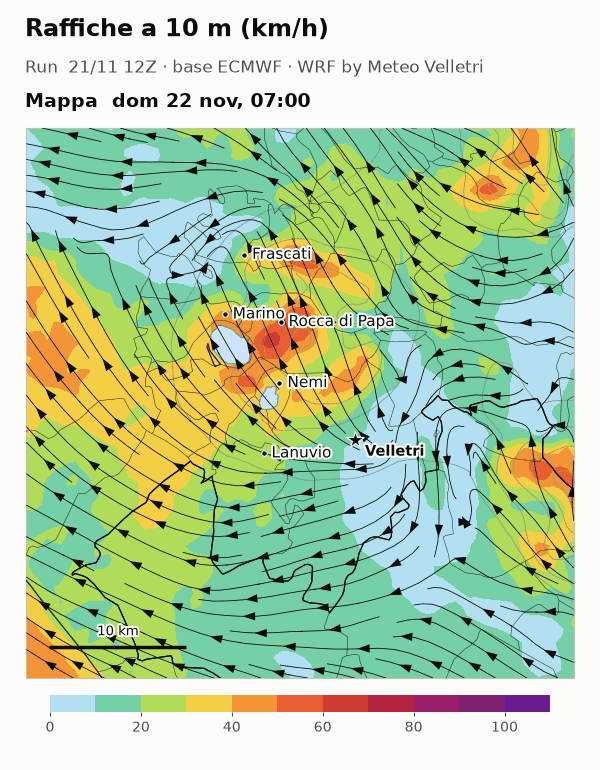 Raffiche a 10 m (km/h)
Run 21/11 12Z · base ECMWF · WRF by Meteo Velletri
Mappa dom 22 nov, 07:00
Frascati
Marino
Rocca di Papa
Nemi
Velletri
Lanuvio
10 km
0 20 40 60 80 100